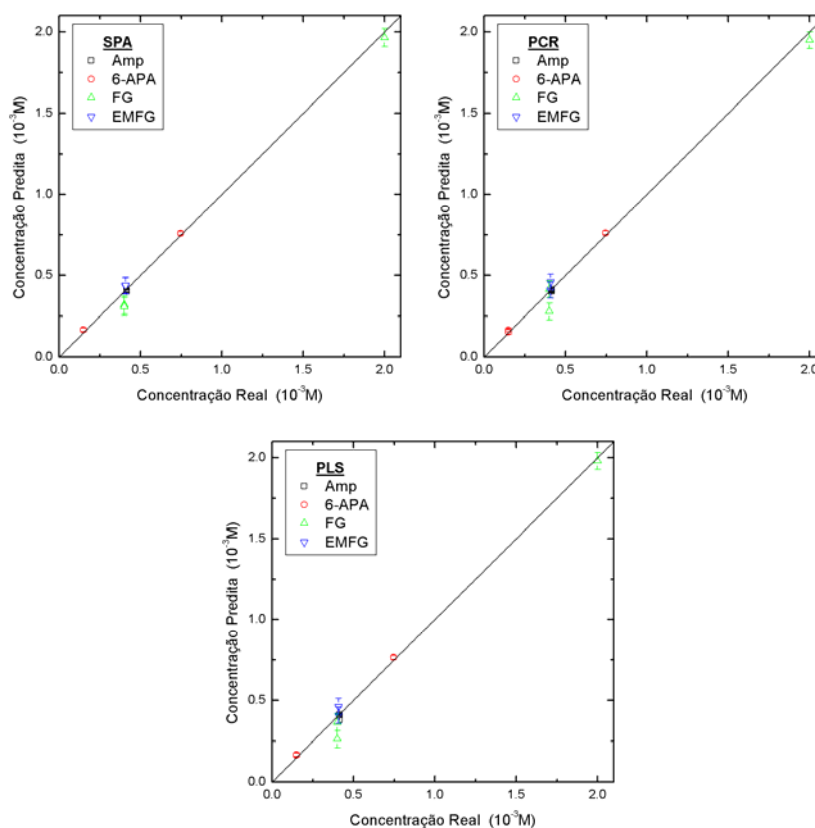 SPA
Amp
6-APA
FG
EMFG
2.0
1.5
1.0
0.5
0.0
Concentração Predita (10⁻³M)
0.0 0.5 1.0 1.5 2.0
Concentração Real (10⁻³M)
PCR
Amp
6-APA
FG
EMFG
2.0
1.5
1.0
0.5
0.0
Concentração Predita (10⁻³M)
0.0 0.5 1.0 1.5 2.0
Concentração Real (10⁻³M)
PLS
Amp
6-APA
FG
EMFG
2.0
1.5
1.0
0.5
0.0
Concentração Predita (10⁻³M)
0.0 0.5 1.0 1.5 2.0
Concentração Real (10⁻³M)